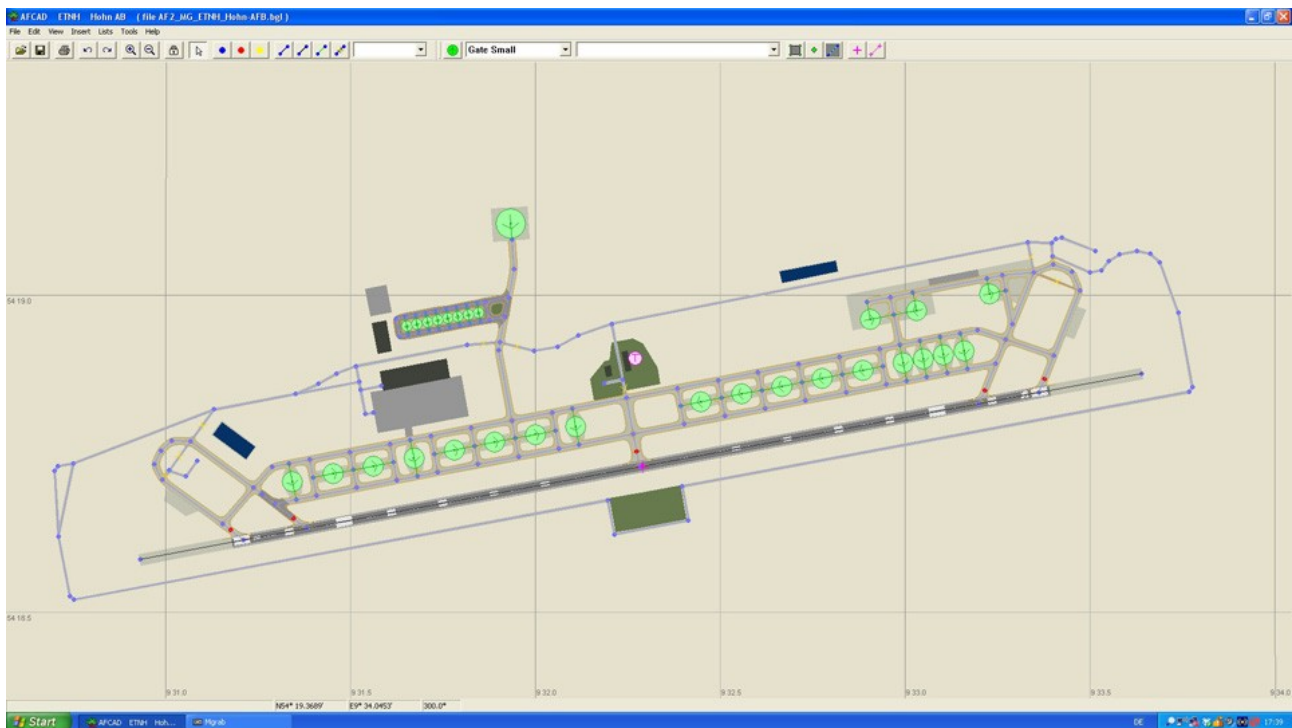 AFCAD ETNH Hohn AB ( file AF2_MG_ETNH_Hohn-AFB.bgl )
File Edit View Insert Lists Tools Help
Gate Small
54 19.0
T
54 18.5
9 31.0 9 31.5 9 32.0 9 32.5 9 33.0 9 33.5 9 34.0
N54° 19.3689' E9° 34.0453' 300.0°
Start AFCAD ETNH Hoh... Mgrab DE 17:39